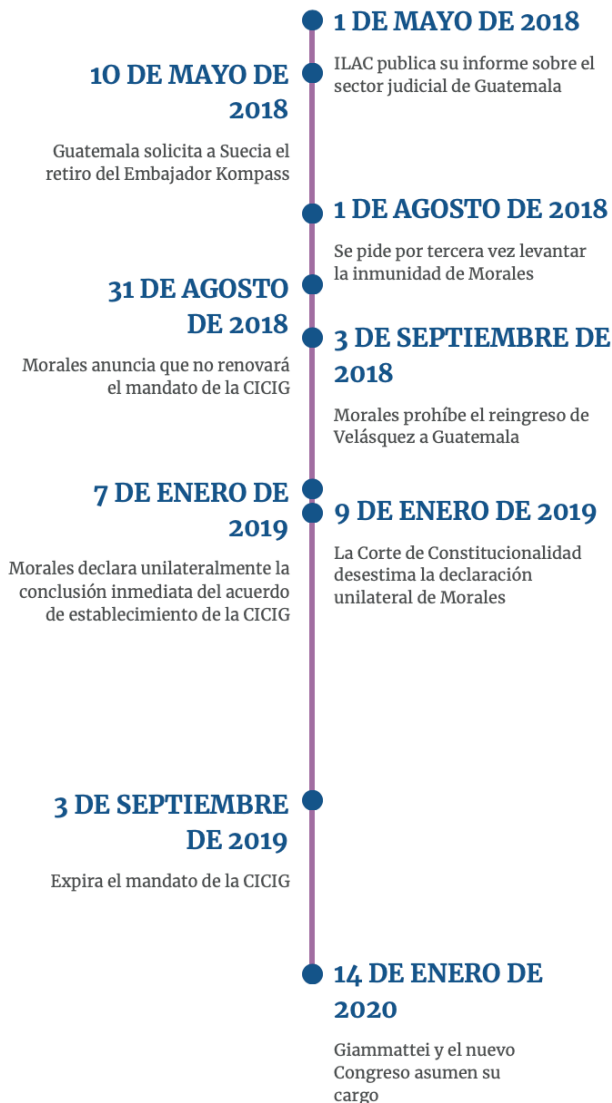 1 DE MAYO DE 2018
ILAC publica su informe sobre el
sector judicial de Guatemala
10 DE MAYO DE
2018
Guatemala solicita a Suecia el
retiro del Embajador Kompass
1 DE AGOSTO DE 2018
Se pide por tercera vez levantar
la inmunidad de Morales
31 DE AGOSTO
DE 2018
Morales anuncia que no renovará
el mandato de la CICIG
3 DE SEPTIEMBRE DE
2018
Morales prohíbe el reingreso de
Velásquez a Guatemala
7 DE ENERO DE
2019
Morales declara unilateralmente la
conclusión inmediata del acuerdo
de establecimiento de la CICIG
9 DE ENERO DE 2019
La Corte de Constitucionalidad
desestima la declaración
unilateral de Morales
3 DE SEPTIEMBRE
DE 2019
Expira el mandato de la CICIG
14 DE ENERO DE
2020
Giammattei y el nuevo
Congreso asumen su
cargo